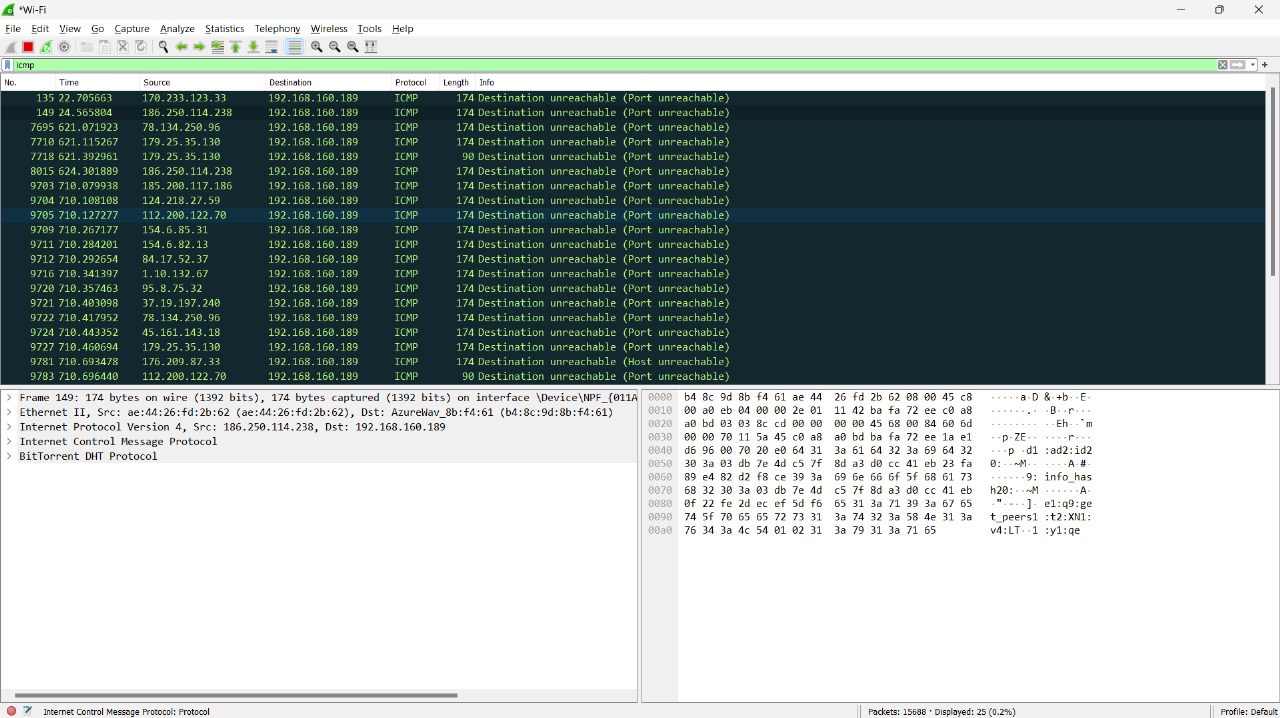 *Wi-Fi
File Edit View Go Capture Analyze Statistics Telephony Wireless Tools Help
icmp
No. Time Source Destination Protocol Length Info
135 22.705663 170.233.123.33 192.168.160.189 ICMP 174 Destination unreachable (Port unreachable)
149 24.565804 186.250.114.238 192.168.160.189 ICMP 174 Destination unreachable (Port unreachable)
7695 621.071923 78.134.250.96 192.168.160.189 ICMP 174 Destination unreachable (Port unreachable)
7710 621.115267 179.25.35.130 192.168.160.189 ICMP 174 Destination unreachable (Port unreachable)
7718 621.392961 179.25.35.130 192.168.160.189 ICMP 90 Destination unreachable (Port unreachable)
8015 624.301889 186.250.114.238 192.168.160.189 ICMP 174 Destination unreachable (Port unreachable)
9703 710.079938 185.200.117.186 192.168.160.189 ICMP 174 Destination unreachable (Port unreachable)
9704 710.108108 124.218.27.59 192.168.160.189 ICMP 174 Destination unreachable (Port unreachable)
9705 710.127277 112.200.122.70 192.168.160.189 ICMP 174 Destination unreachable (Port unreachable)
9709 710.267177 154.6.85.31 192.168.160.189 ICMP 174 Destination unreachable (Port unreachable)
9711 710.284201 154.6.82.13 192.168.160.189 ICMP 174 Destination unreachable (Port unreachable)
9712 710.292654 84.17.52.37 192.168.160.189 ICMP 174 Destination unreachable (Port unreachable)
9716 710.341397 1.10.132.67 192.168.160.189 ICMP 174 Destination unreachable (Port unreachable)
9720 710.357463 95.8.75.32 192.168.160.189 ICMP 174 Destination unreachable (Port unreachable)
9721 710.403098 37.19.197.240 192.168.160.189 ICMP 174 Destination unreachable (Port unreachable)
9722 710.417952 78.134.250.96 192.168.160.189 ICMP 174 Destination unreachable (Port unreachable)
9724 710.443352 45.161.143.18 192.168.160.189 ICMP 174 Destination unreachable (Port unreachable)
9727 710.460694 179.25.35.130 192.168.160.189 ICMP 174 Destination unreachable (Port unreachable)
9781 710.693478 176.209.87.33 192.168.160.189 ICMP 174 Destination unreachable (Host unreachable)
9783 710.696440 112.200.122.70 192.168.160.189 ICMP 90 Destination unreachable (Port unreachable)
Frame 149: 174 bytes on wire (1392 bits), 174 bytes captured (1392 bits) on interface \Device\NPF_{011A
Ethernet II, Src: ae:44:26:fd:2b:62 (ae:44:26:fd:2b:62), Dst: AzureWav_8b:f4:61 (b4:8c:9d:8b:f4:61)
Internet Protocol Version 4, Src: 186.250.114.238, Dst: 192.168.160.189
Internet Control Message Protocol
BitTorrent DHT Protocol
0000 b4 8c 9d 8b f4 61 ae 44 26 fd 2b 62 08 00 45 c8 ·····a·D &·+b··E·
0010 00 a0 eb 04 00 00 2e 01 11 42 ba fa 72 ee c0 a8 ······.· ·B··r···
0020 a0 bd 03 03 8c cd 00 00 00 00 45 68 00 84 60 6d ········ ··Eh··`m
0030 00 00 70 11 5a 45 c0 a8 a0 bd ba fa 72 ee 1a e1 ··p·ZE·· ····r···
0040 d6 96 00 70 20 e0 64 31 3a 61 64 32 3a 69 64 32 ···p ·d1 :ad2:id2
0050 30 3a 03 db 7e 4d c5 7f 8d a3 d0 cc 41 eb 23 fa 0:··~M·· ····A·#·
0060 89 e4 82 d2 f8 ce 39 3a 69 6e 66 6f 5f 68 61 73 ······9: info_has
0070 68 32 30 3a 03 db 7e 4d c5 7f 8d a3 d0 cc 41 eb h20:··~M ······A·
0080 0f 22 fe 2d ec ef 5d f6 65 31 3a 71 39 3a 67 65 ·"·-··]· e1:q9:ge
0090 74 5f 70 65 65 72 73 31 3a 74 32 3a 58 4e 31 3a t_peers1 :t2:XN1:
00a0 76 34 3a 4c 54 01 02 31 3a 79 31 3a 71 65 v4:LT··1 :y1:qe
Internet Control Message Protocol: Protocol
Packets: 15688 · Displayed: 25 (0.2%)
Profile: Default